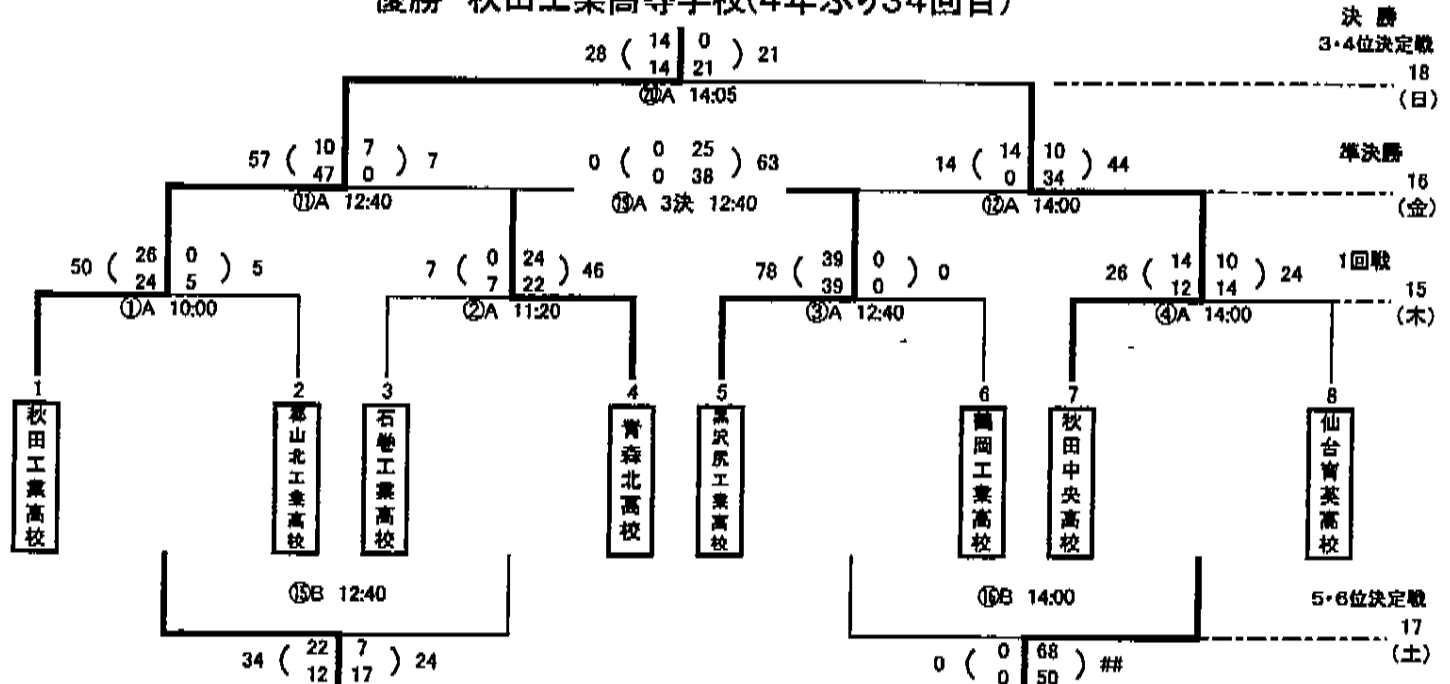 優勝 秋田工業高等学校(4年ぶり34回目)
決 勝
3・4位決定戦
28 ( 14 0 ) 21
14 21
18
⑳A 14:05
(日)
57 ( 10 7 ) 7
47 0
0 ( 0 25 ) 63
0 38
14 ( 14 10 ) 44
0 34
準決勝
16
⑪A 12:40
⑲A 3決 12:40
⑫A 14:00
(金)
50 ( 26 0 ) 5
24 5
7 ( 0 24 ) 46
7 22
78 ( 39 0 ) 0
39 0
26 ( 14 10 ) 24
12 14
1回戦
15
①A 10:00
②A 11:20
③A 12:40
④A 14:00
(木)
1
秋田工業高校
2
郡山北工業高校
3
石巻工業高校
4
青森北高校
5
黒沢尻工業高校
6
鶴岡工業高校
7
秋田中央高校
8
仙台育英高校
⑮B 12:40
⑯B 14:00
5・6位決定戦
17
(土)
34 ( 22 7 ) 24
12 17
0 ( 0 68 ) ##
0 50